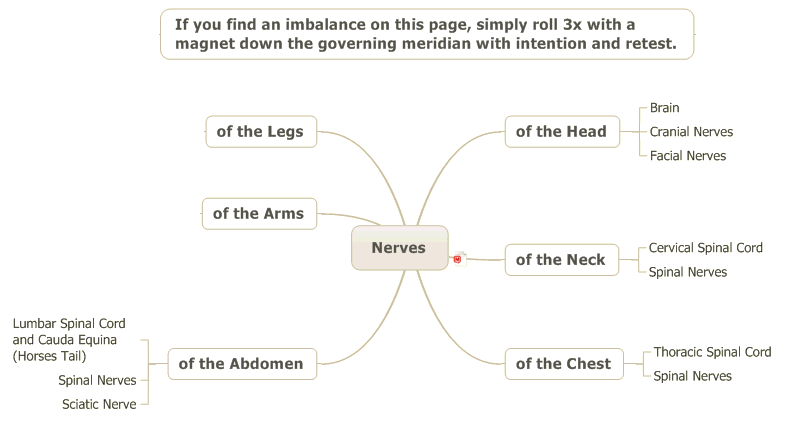 If you find an imbalance on this page, simply roll 3x with a
magnet down the governing meridian with intention and retest.
of the Legs
of the Arms
Nerves
of the Head
Brain
Cranial Nerves
Facial Nerves
of the Neck
Cervical Spinal Cord
Spinal Nerves
of the Chest
Thoracic Spinal Cord
Spinal Nerves
of the Abdomen
Lumbar Spinal Cord
and Cauda Equina
(Horses Tail)
Spinal Nerves
Sciatic Nerve